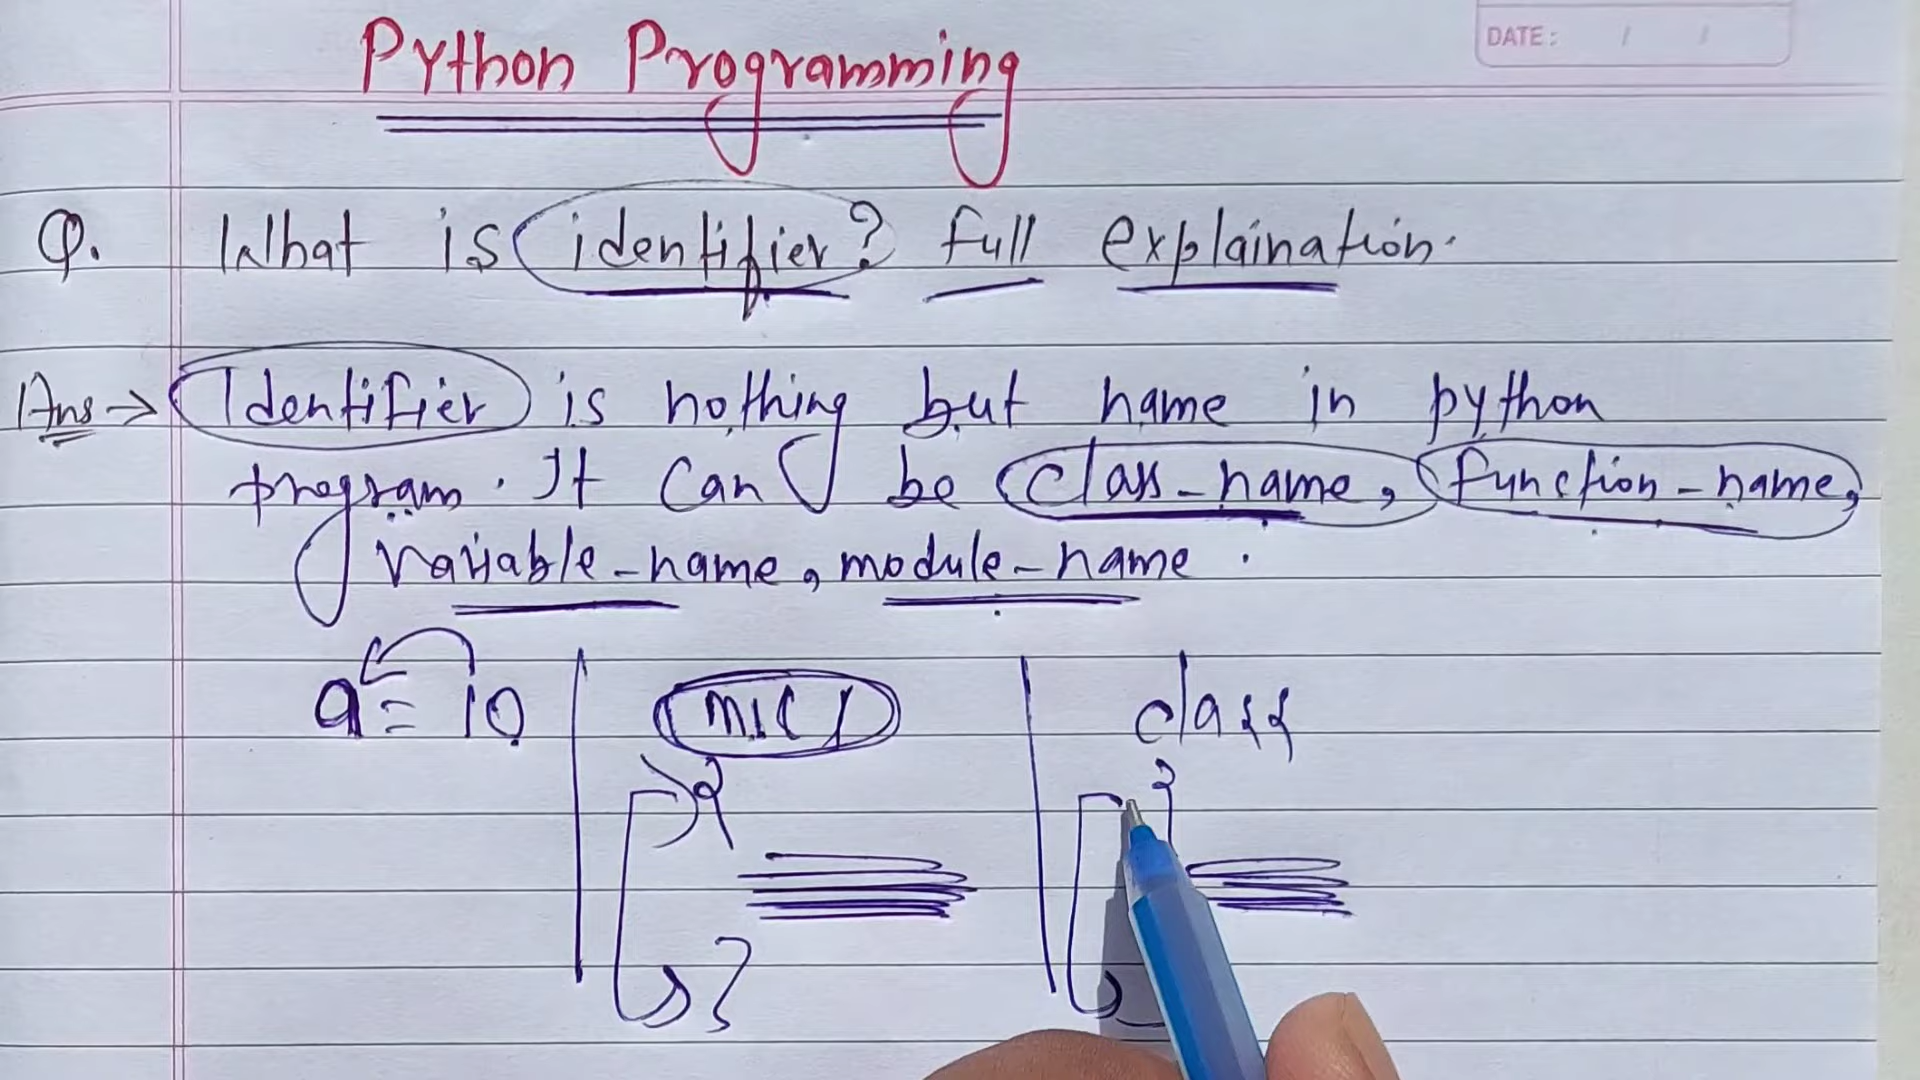 DATE: / /
Python Programming
Q. What is identifier? full explaination.
Ans → Identifier is nothing but name in python
program. It can be class_name, function_name,
variable_name, module_name.
a = 10
class